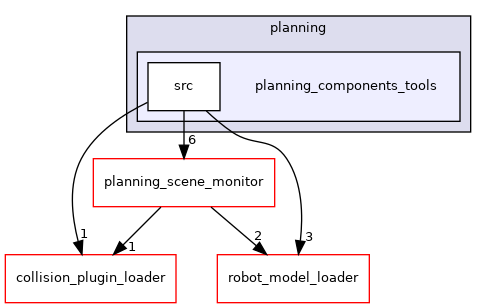 planning
src
planning_components_tools
6
planning_scene_monitor
1
1
2
3
collision_plugin_loader
robot_model_loader